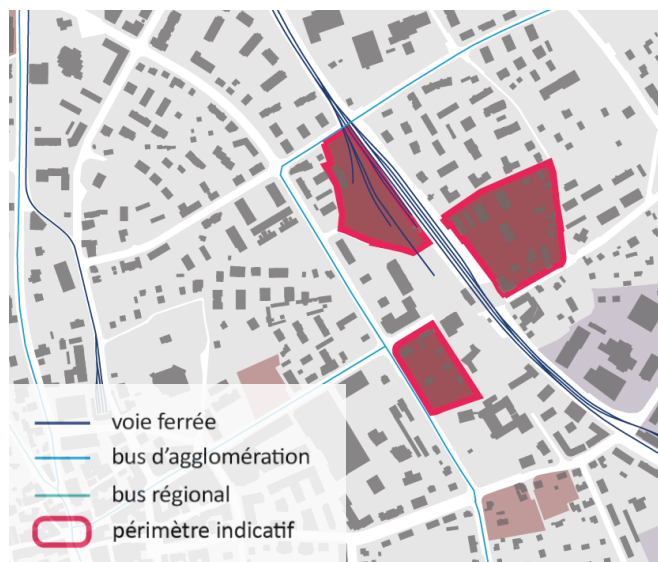 voie ferrée
bus d'agglomération
bus régional
périmètre indicatif